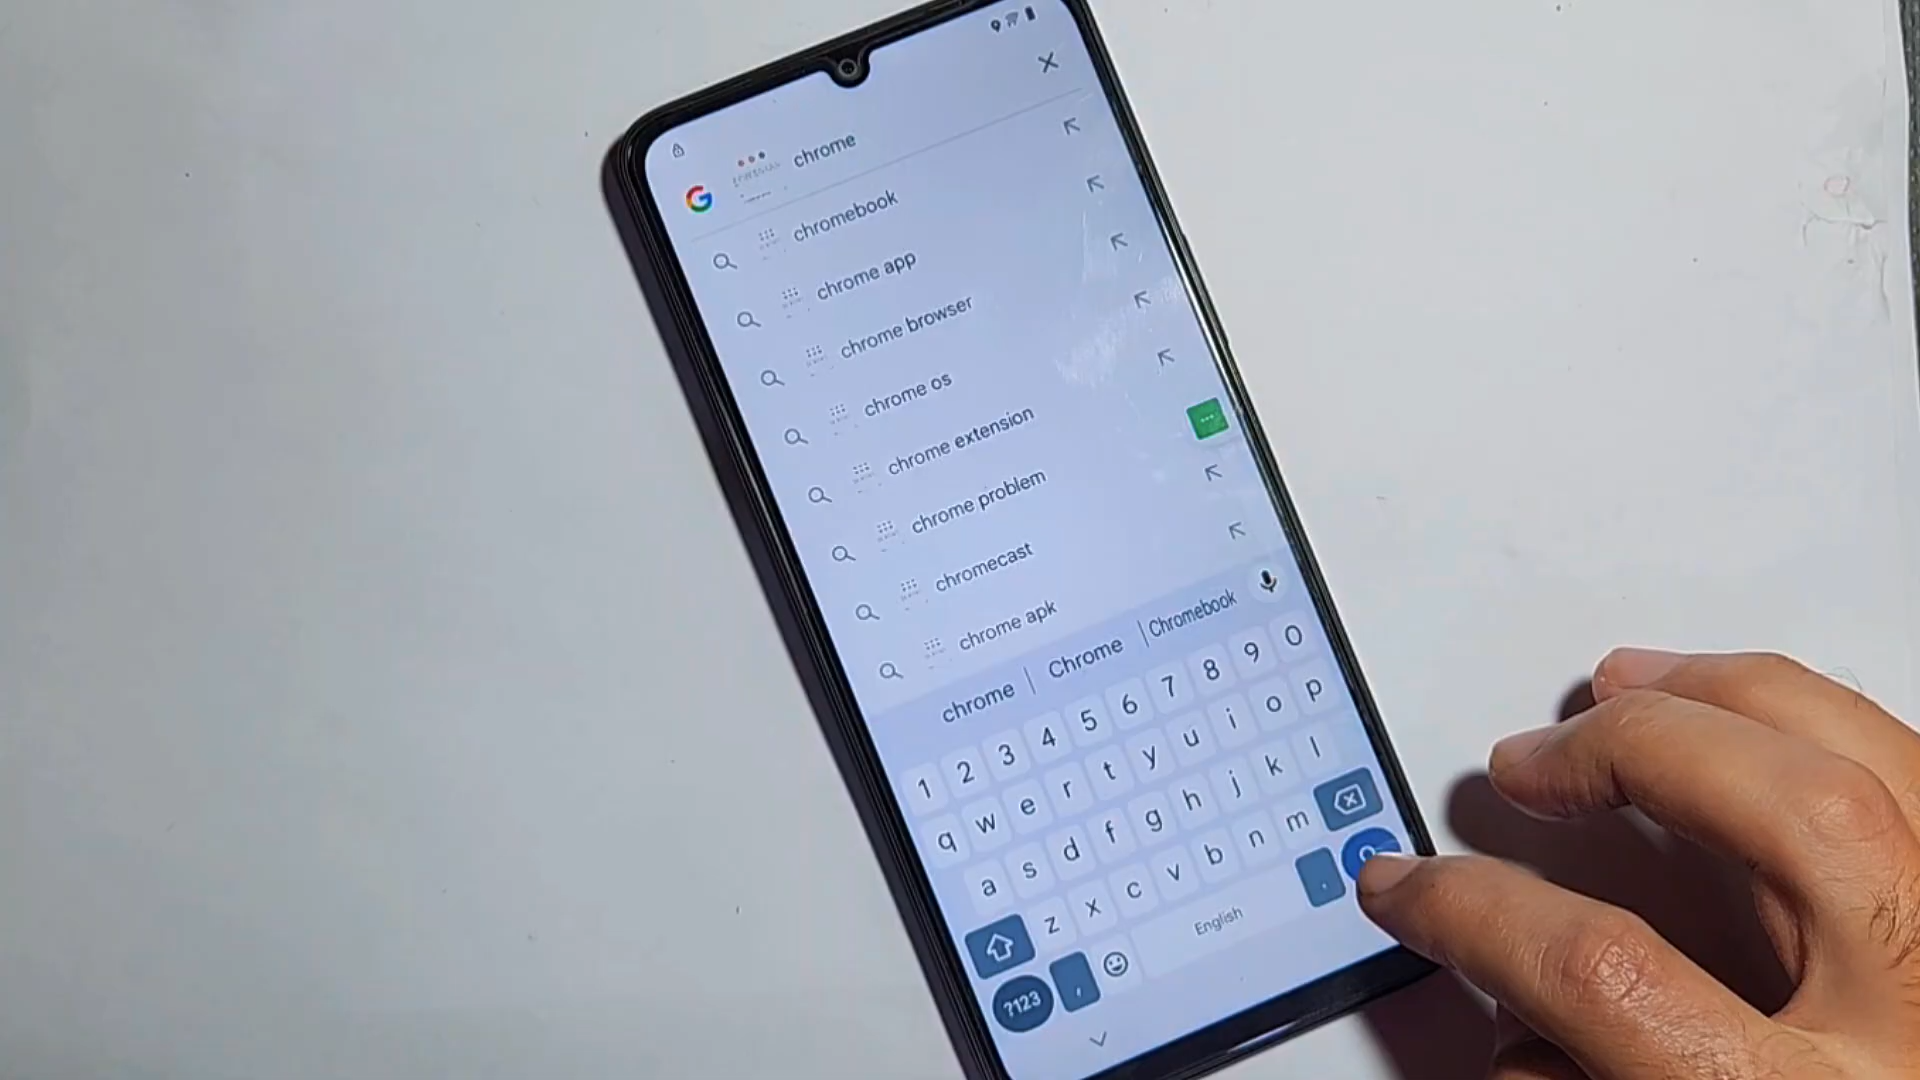 chrome
chromebook
chrome app
chrome browser
chrome os
chrome extension
chrome problem
chromecast
chrome apk
chrome | Chrome | Chromebook
1 2 3 4 5 6 7 8 9 0
q w e r t y u i o p
a s d f g h j k l
z x c v b n m
?123 , English .